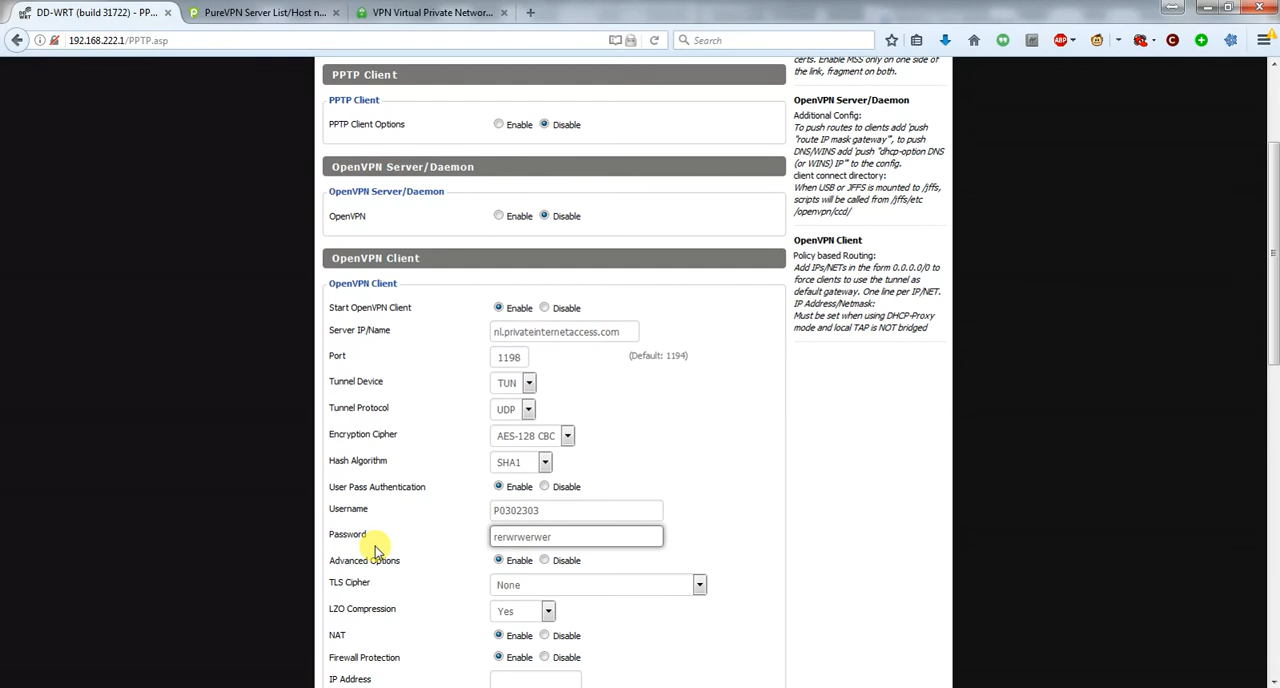 DD-WRT (build 31722) - PP...
PureVPN Server List/Host n...
VPN Virtual Private Networ...
192.168.222.1/PPTP.asp
Search
ABP
PPTP Client
PPTP Client
PPTP Client Options
Enable
Disable
OpenVPN Server/Daemon
OpenVPN Server/Daemon
OpenVPN
Enable
Disable
OpenVPN Client
OpenVPN Client
Start OpenVPN Client
Enable
Disable
Server IP/Name
nl.privateinternetaccess.com
Port
1198
(Default: 1194)
Tunnel Device
TUN
Tunnel Protocol
UDP
Encryption Cipher
AES-128 CBC
Hash Algorithm
SHA1
User Pass Authentication
Enable
Disable
Username
P0302303
Password
rerwrwerwer
Advanced Options
Enable
Disable
TLS Cipher
None
LZO Compression
Yes
NAT
Enable
Disable
Firewall Protection
Enable
Disable
IP Address
certs. Enable MSS only on one side
of the link, fragment on both.
OpenVPN Server/Daemon
Additional Config:
To push routes to clients add 'push
"route IP mask gateway"', to push
DNS/WINS add 'push "dhcp-option DNS
(or WINS) IP"' to the config.
client connect directory:
When USB or JFFS is mounted to /jffs,
scripts will be called from /jffs/etc
/openvpn/ccd/
OpenVPN Client
Policy based Routing:
Add IPs/NETs in the form 0.0.0.0/0 to
force clients to use the tunnel as
default gateway. One line per IP/NET.
IP Address/Netmask:
Must be set when using DHCP-Proxy
mode and local TAP is NOT bridged